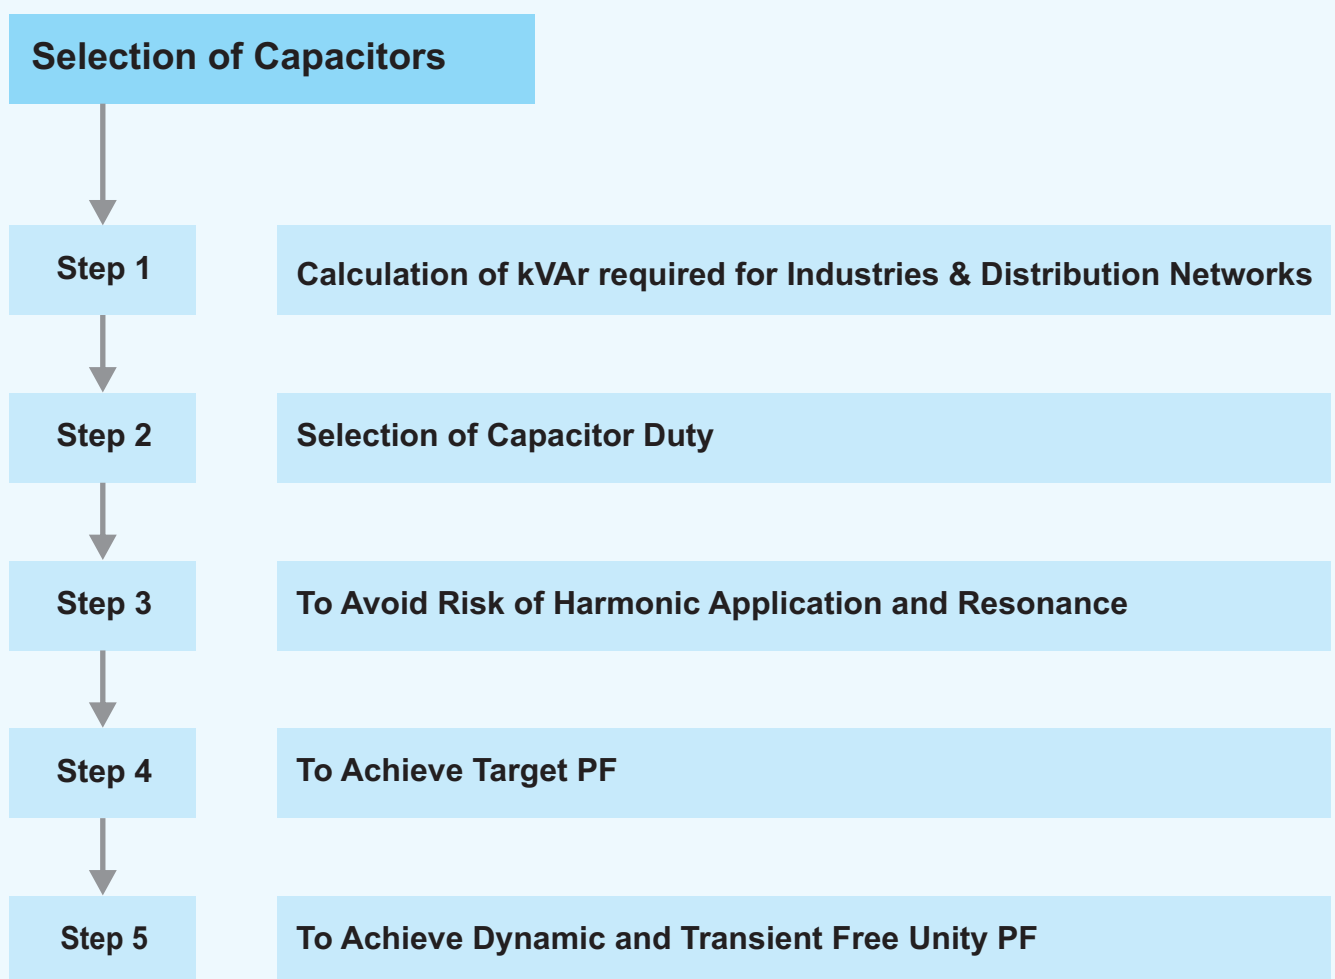 Selection of Capacitors
Step 1
Calculation of kVAr required for Industries & Distribution Networks
Step 2
Selection of Capacitor Duty
Step 3
To Avoid Risk of Harmonic Application and Resonance
Step 4
To Achieve Target PF
Step 5
To Achieve Dynamic and Transient Free Unity PF